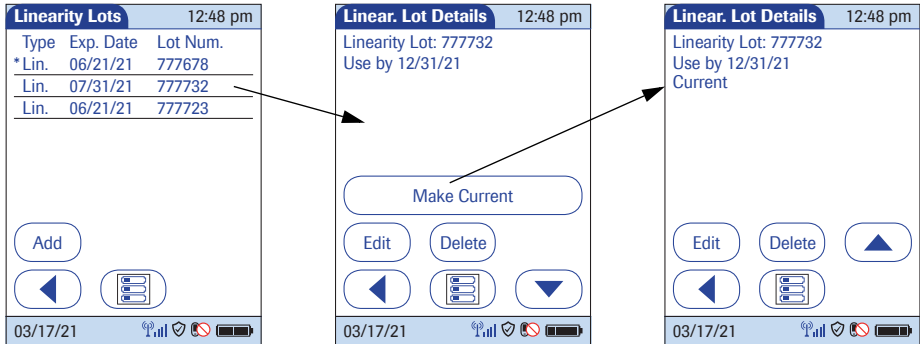 Linearity Lots 12:48 pm
Type Exp. Date Lot Num.
*Lin. 06/21/21 777678
Lin. 07/31/21 777732
Lin. 06/21/21 777723
Add
03/17/21
Linear. Lot Details 12:48 pm
Linearity Lot: 777732
Use by 12/31/21
Make Current
Edit Delete
03/17/21
Linear. Lot Details 12:48 pm
Linearity Lot: 777732
Use by 12/31/21
Current
Edit Delete
03/17/21